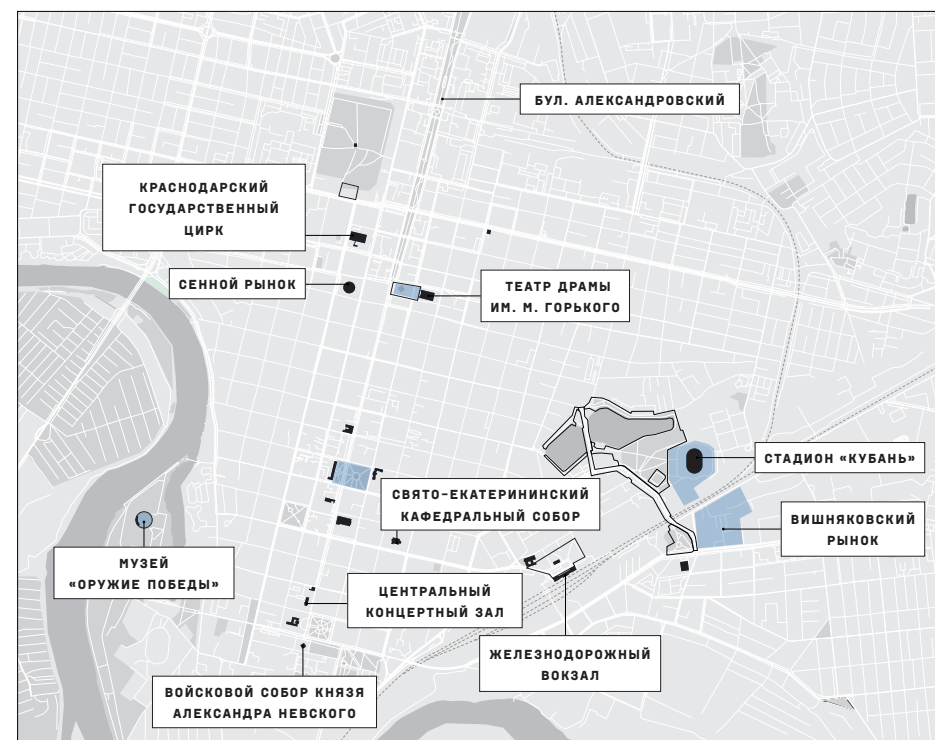 БУЛ. АЛЕКСАНДРОВСКИЙ
КРАСНОДАРСКИЙ
ГОСУДАРСТВЕННЫЙ
ЦИРК
СЕННОЙ РЫНОК
ТЕАТР ДРАМЫ
ИМ. М. ГОРЬКОГО
СТАДИОН «КУБАНЬ»
СВЯТО-ЕКАТЕРИНИНСКИЙ
КАФЕДРАЛЬНЫЙ СОБОР
ВИШНЯКОВСКИЙ
РЫНОК
МУЗЕЙ
«ОРУЖИЕ ПОБЕДЫ»
ЦЕНТРАЛЬНЫЙ
КОНЦЕРТНЫЙ ЗАЛ
ЖЕЛЕЗНОДОРОЖНЫЙ
ВОКЗАЛ
ВОЙСКОВОЙ СОБОР КНЯЗЯ
АЛЕКСАНДРА НЕВСКОГО